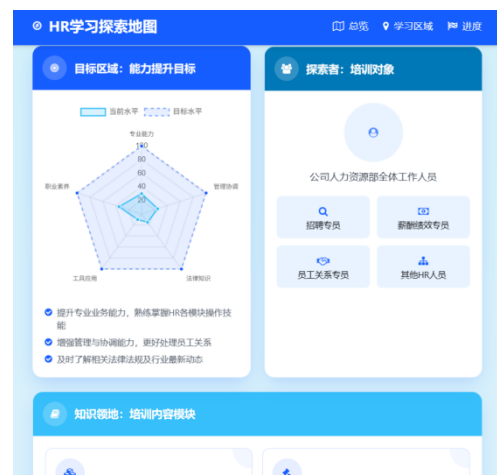 HR学习探索地图
总览
学习区域
进度
目标区域：能力提升目标
当前水平
目标水平
专业能力
100
80
60
40
20
职业素养
管理协调
工具应用
法律知识
提升专业业务能力，熟练掌握HR各模块操作技
能
增强管理与协调能力，更好处理员工关系
及时了解相关法律法规及行业最新动态
探索者：培训对象
公司人力资源部全体工作人员
招聘专员
薪酬绩效专员
员工关系专员
其他HR人员
知识领地：培训内容模块